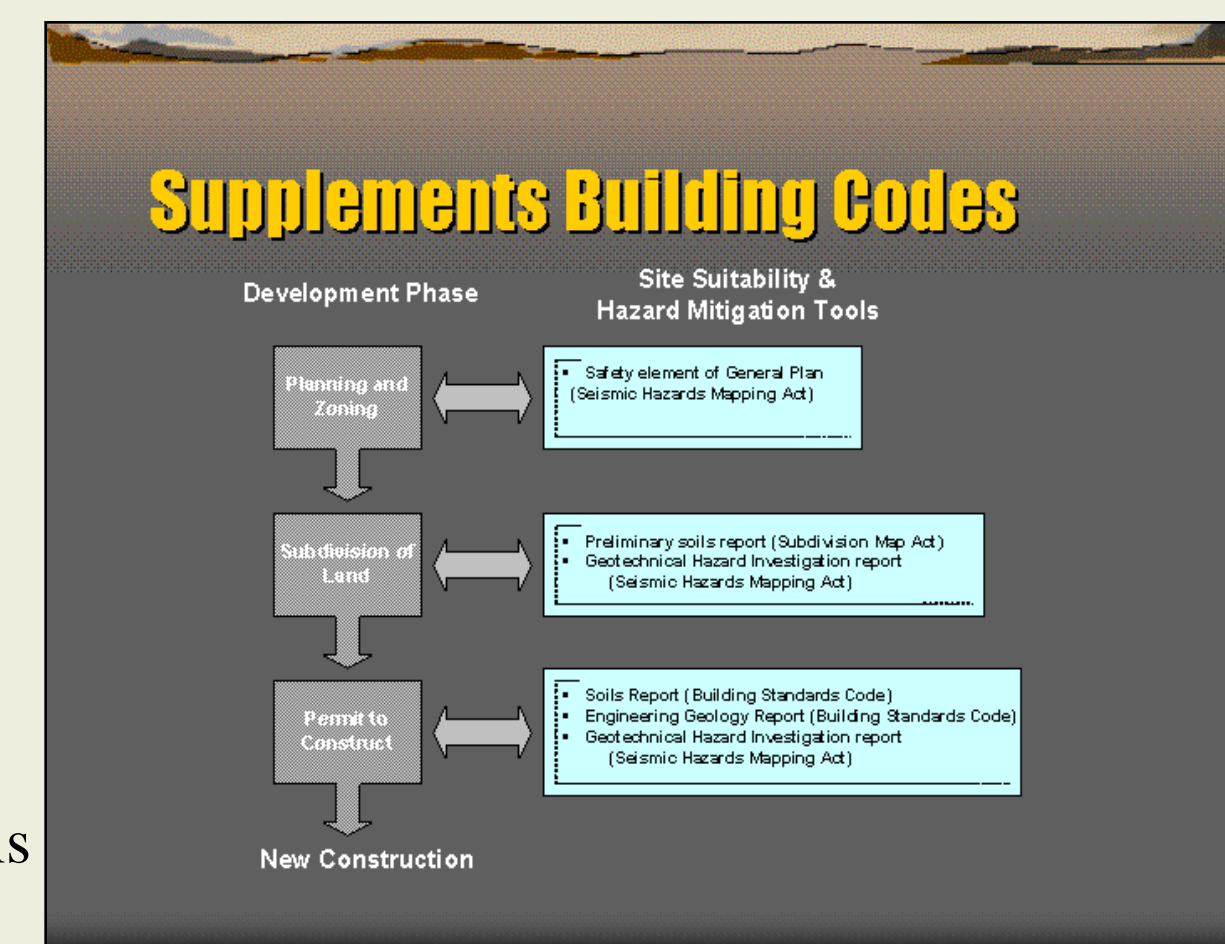 Supplements Building Codes
Development Phase
Site Suitability &
Hazard Mitigation Tools
Planning and
Zoning
▪ Safety element of General Plan
(Seismic Hazards Mapping Act)
Subdivision of
Land
▪ Preliminary soils report (Subdivision Map Act)
▪ Geotechnical Hazard Investigation report
(Seismic Hazards Mapping Act)
Permit to
Construct
▪ Soils Report (Building Standards Code)
▪ Engineering Geology Report (Building Standards Code)
▪ Geotechnical Hazard Investigation report
(Seismic Hazards Mapping Act)
New Construction